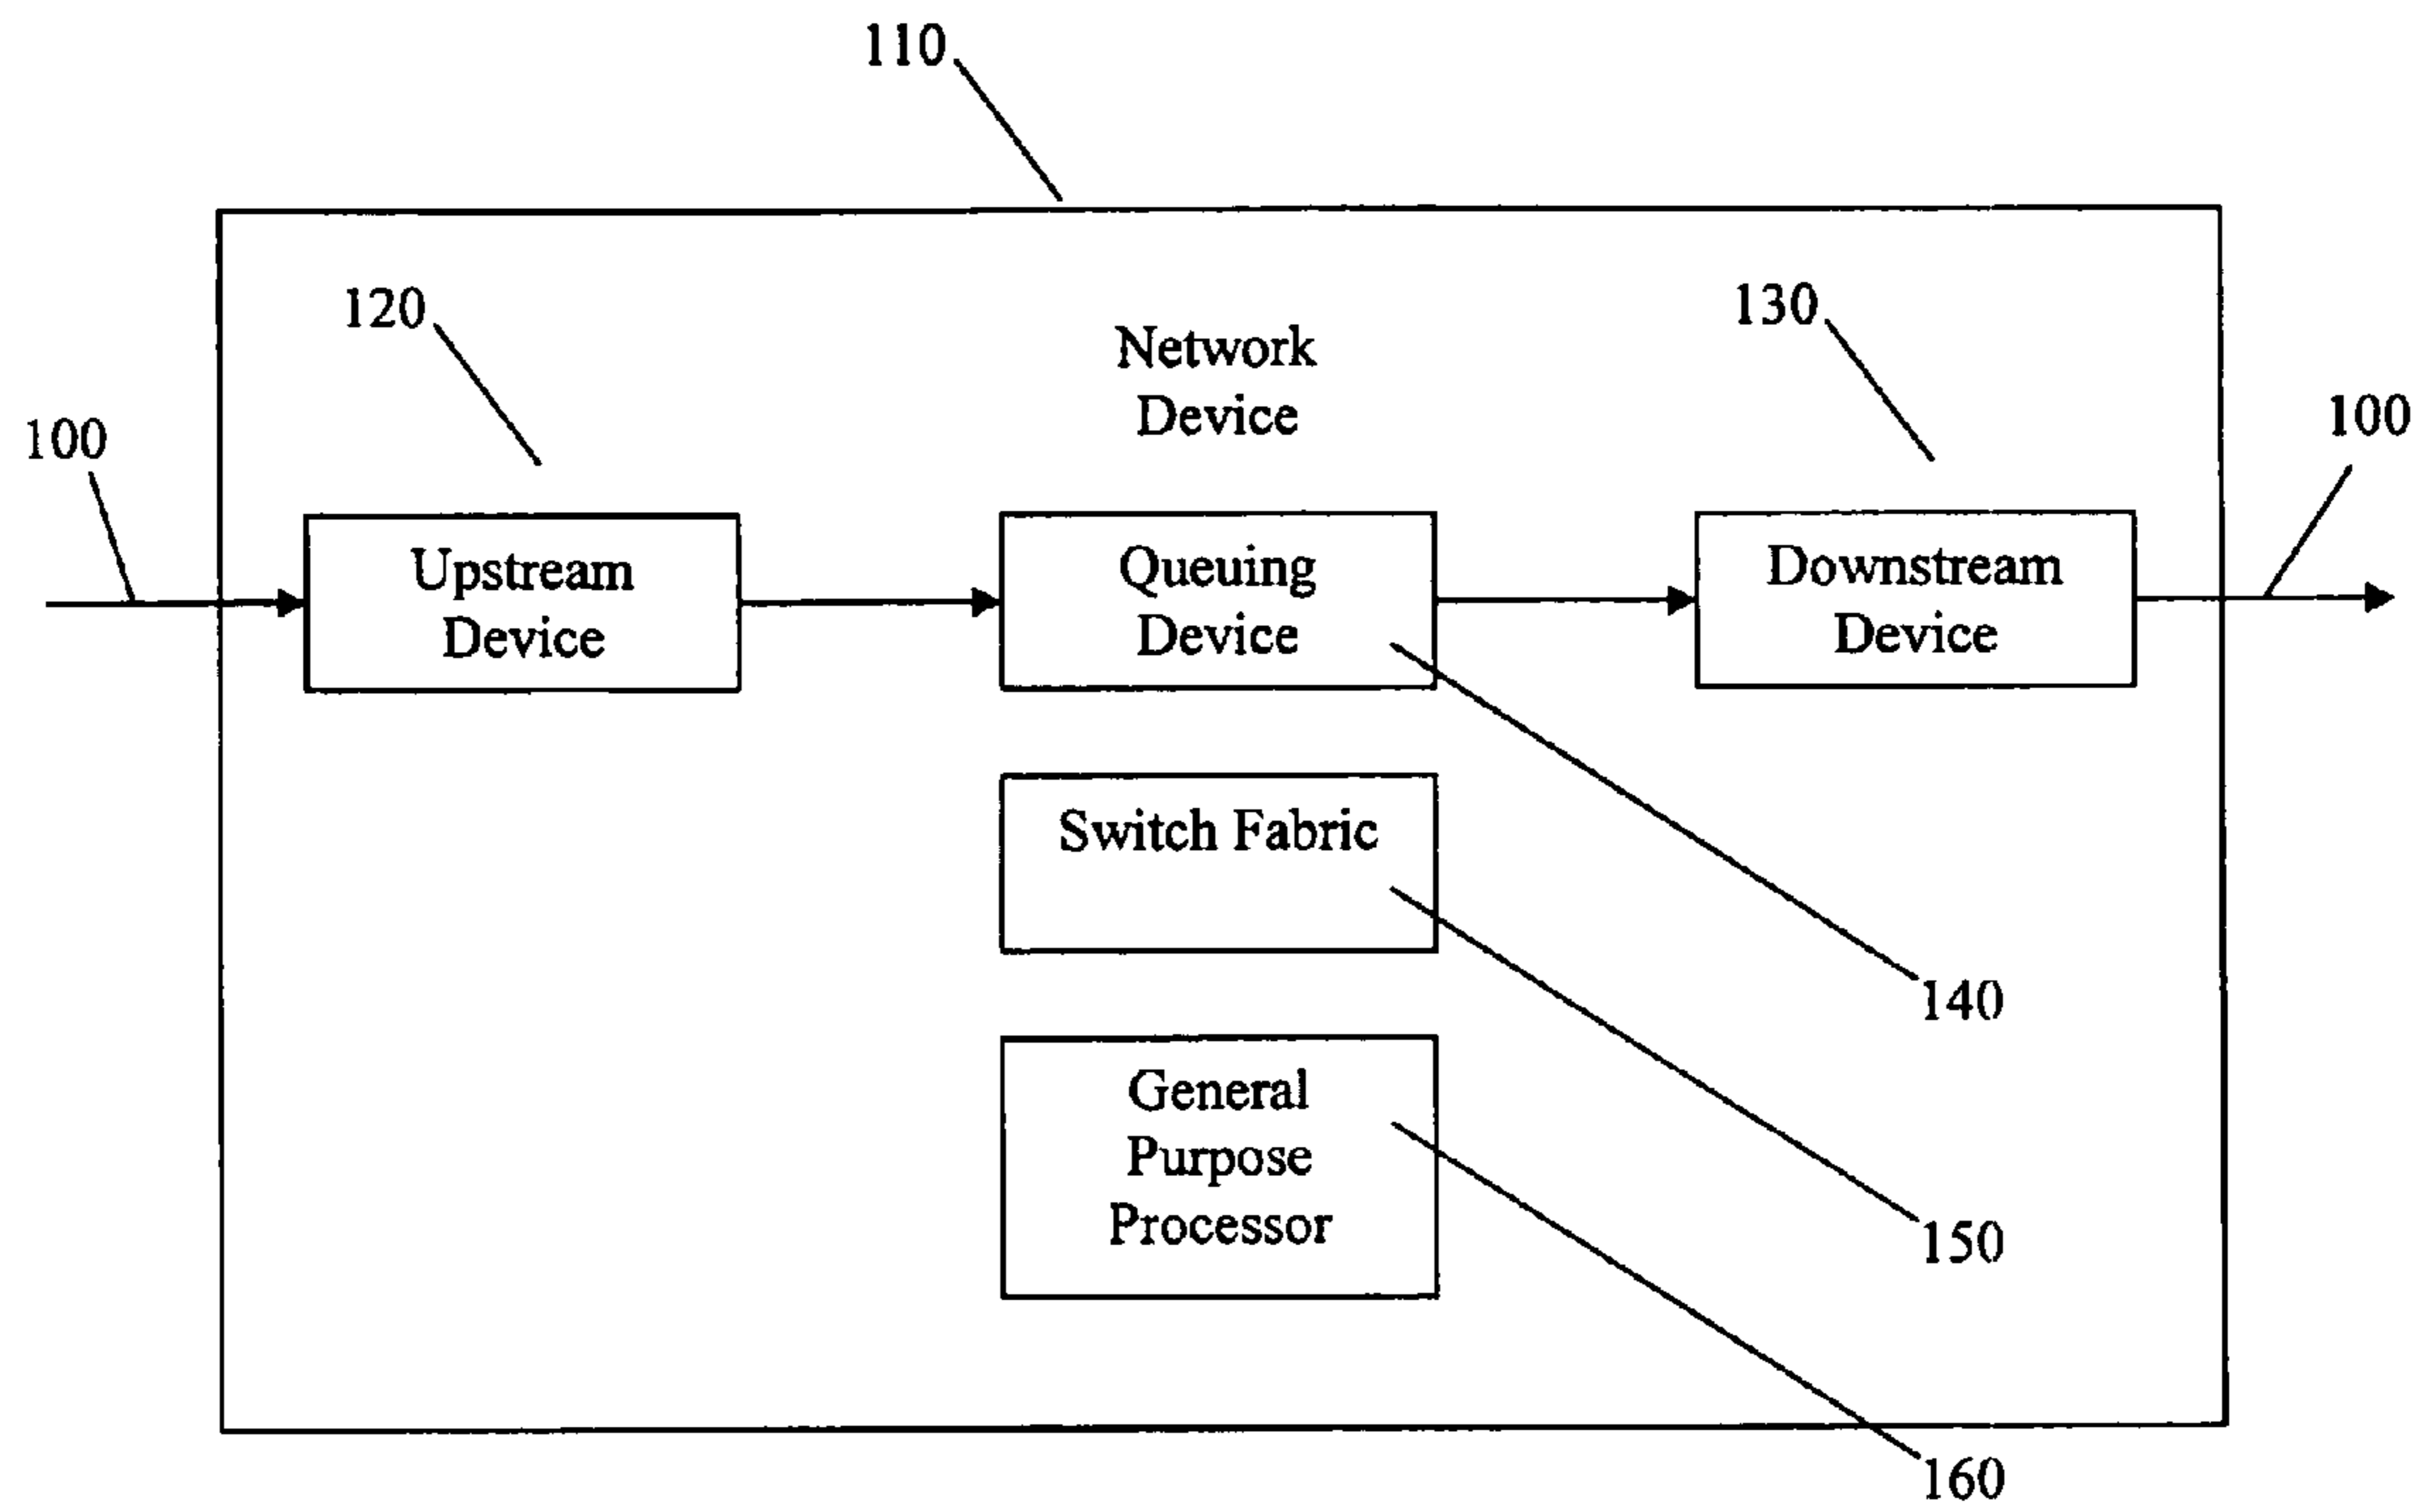 110
120
130
Network
Device
100
100
Upstream
Device
Queuing
Device
Downstream
Device
Switch Fabric
140
General
Purpose
Processor
150
160